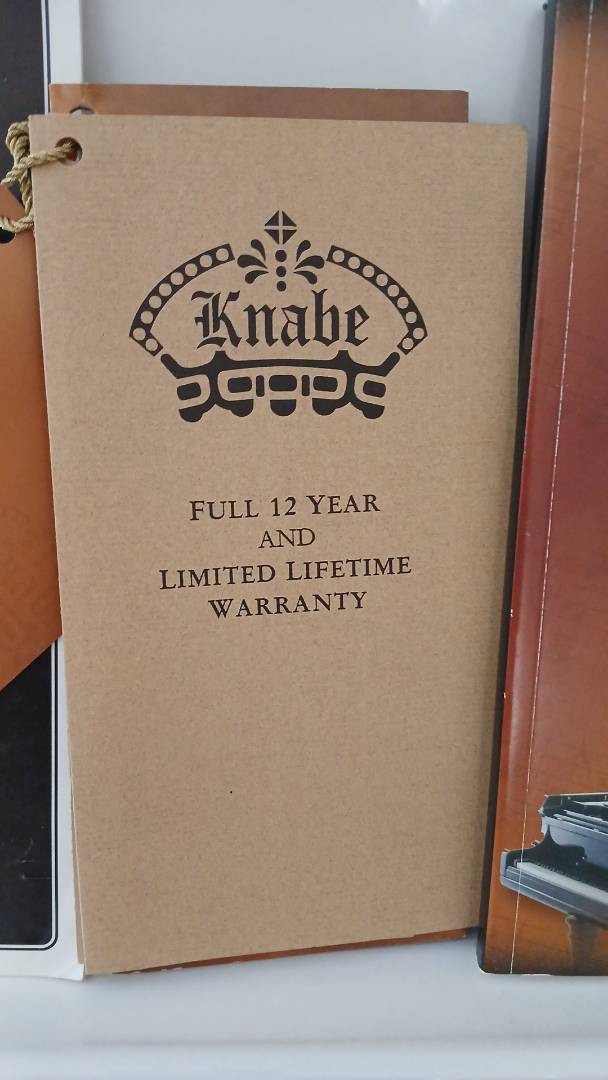 Knabe
FULL 12 YEAR
AND
LIMITED LIFETIME
WARRANTY